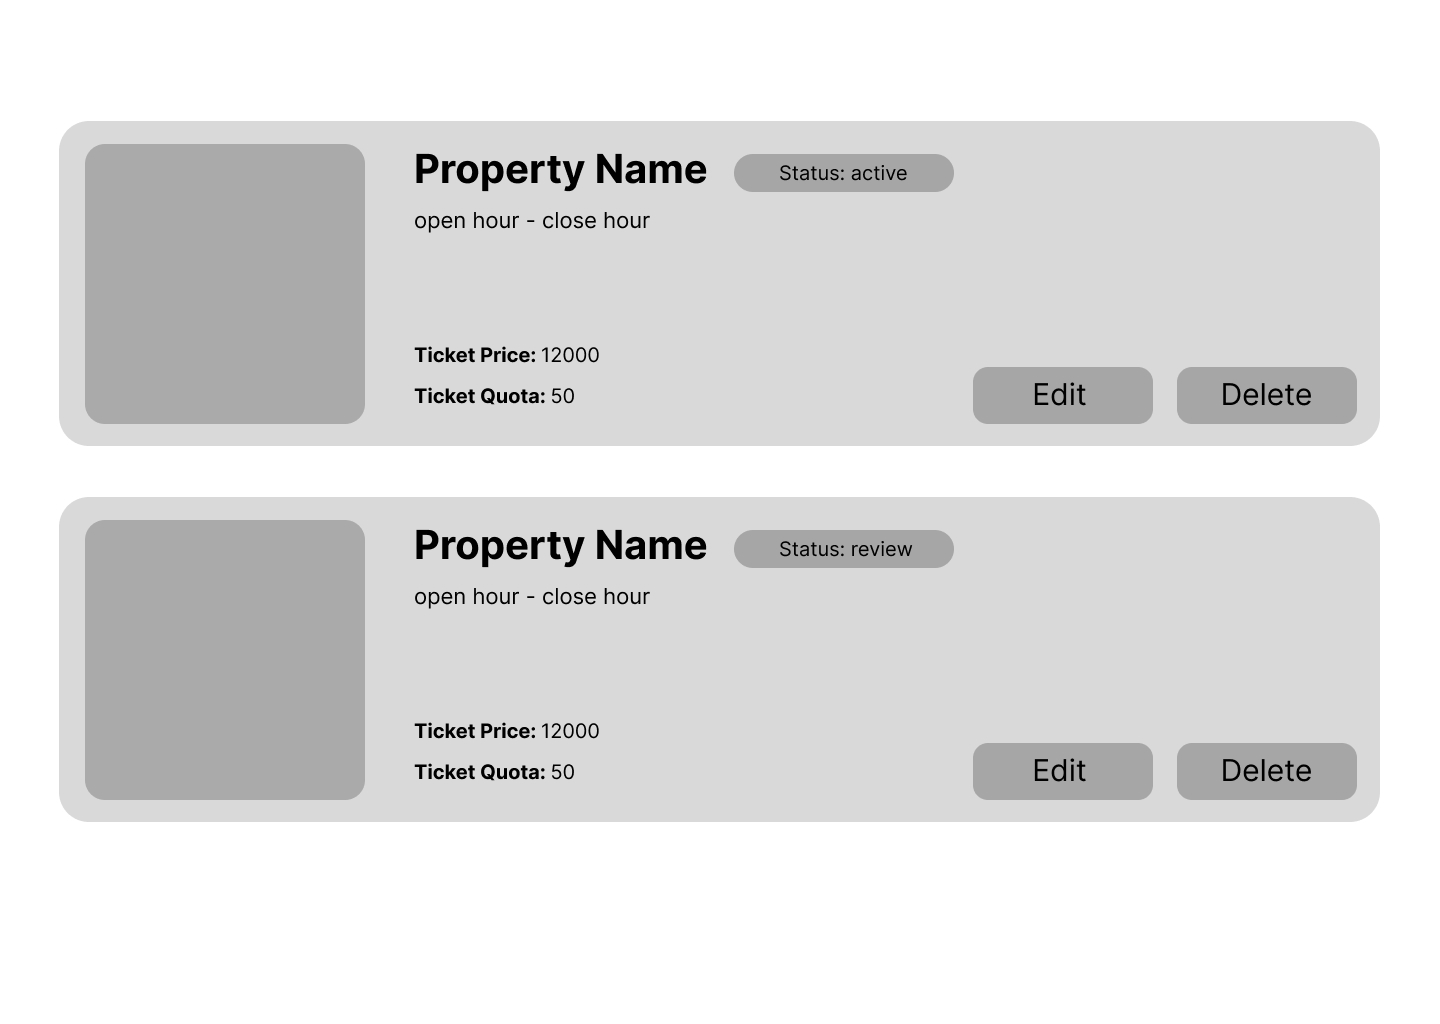 Property Name
Status: active
open hour - close hour
Ticket Price: 12000
Ticket Quota: 50
Edit
Delete
Property Name
Status: review
open hour - close hour
Ticket Price: 12000
Ticket Quota: 50
Edit
Delete